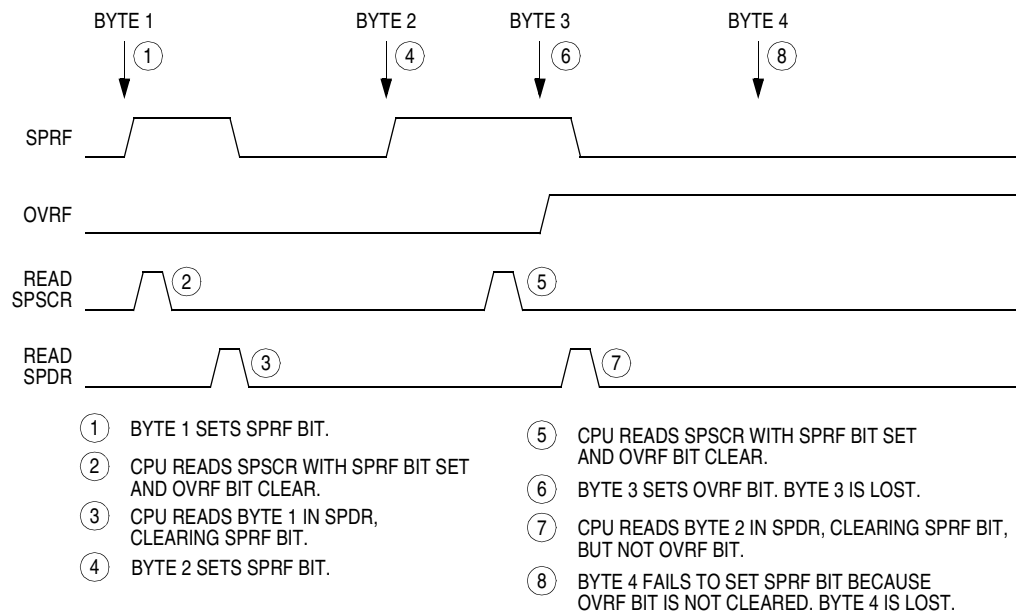 BYTE 1
BYTE 2
BYTE 3
BYTE 4
1
4
6
8
SPRF
OVRF
READ
SPSCR
2
5
READ
SPDR
3
7
1 BYTE 1 SETS SPRF BIT.
2 CPU READS SPSCR WITH SPRF BIT SET
AND OVRF BIT CLEAR.
3 CPU READS BYTE 1 IN SPDR,
CLEARING SPRF BIT.
4 BYTE 2 SETS SPRF BIT.
5 CPU READS SPSCR WITH SPRF BIT SET
AND OVRF BIT CLEAR.
6 BYTE 3 SETS OVRF BIT. BYTE 3 IS LOST.
7 CPU READS BYTE 2 IN SPDR, CLEARING SPRF BIT,
BUT NOT OVRF BIT.
8 BYTE 4 FAILS TO SET SPRF BIT BECAUSE
OVRF BIT IS NOT CLEARED. BYTE 4 IS LOST.